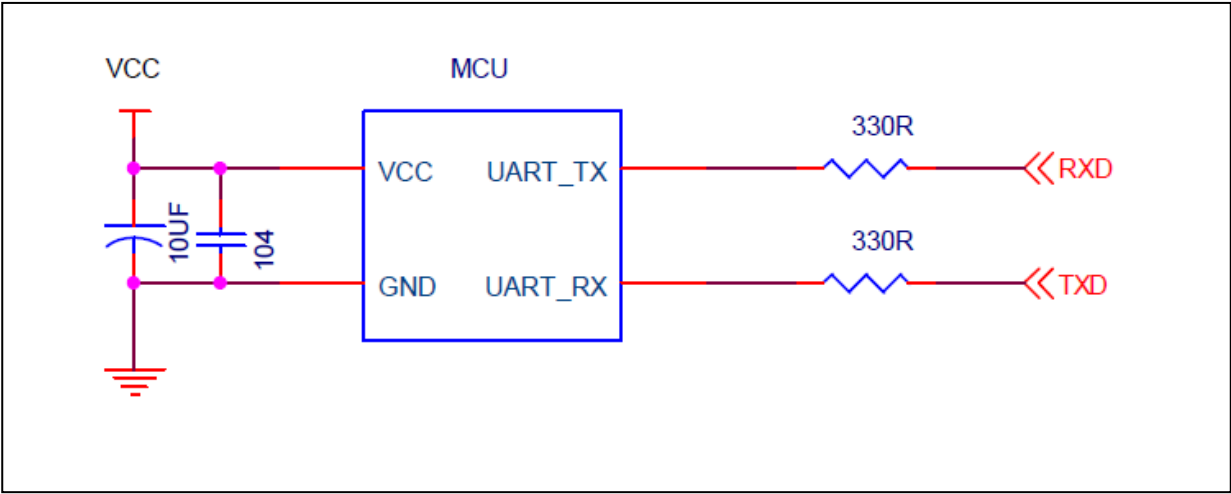 VCC
MCU
330R
VCC
UART_TX
RXD
10UF
104
330R
GND
UART_RX
TXD